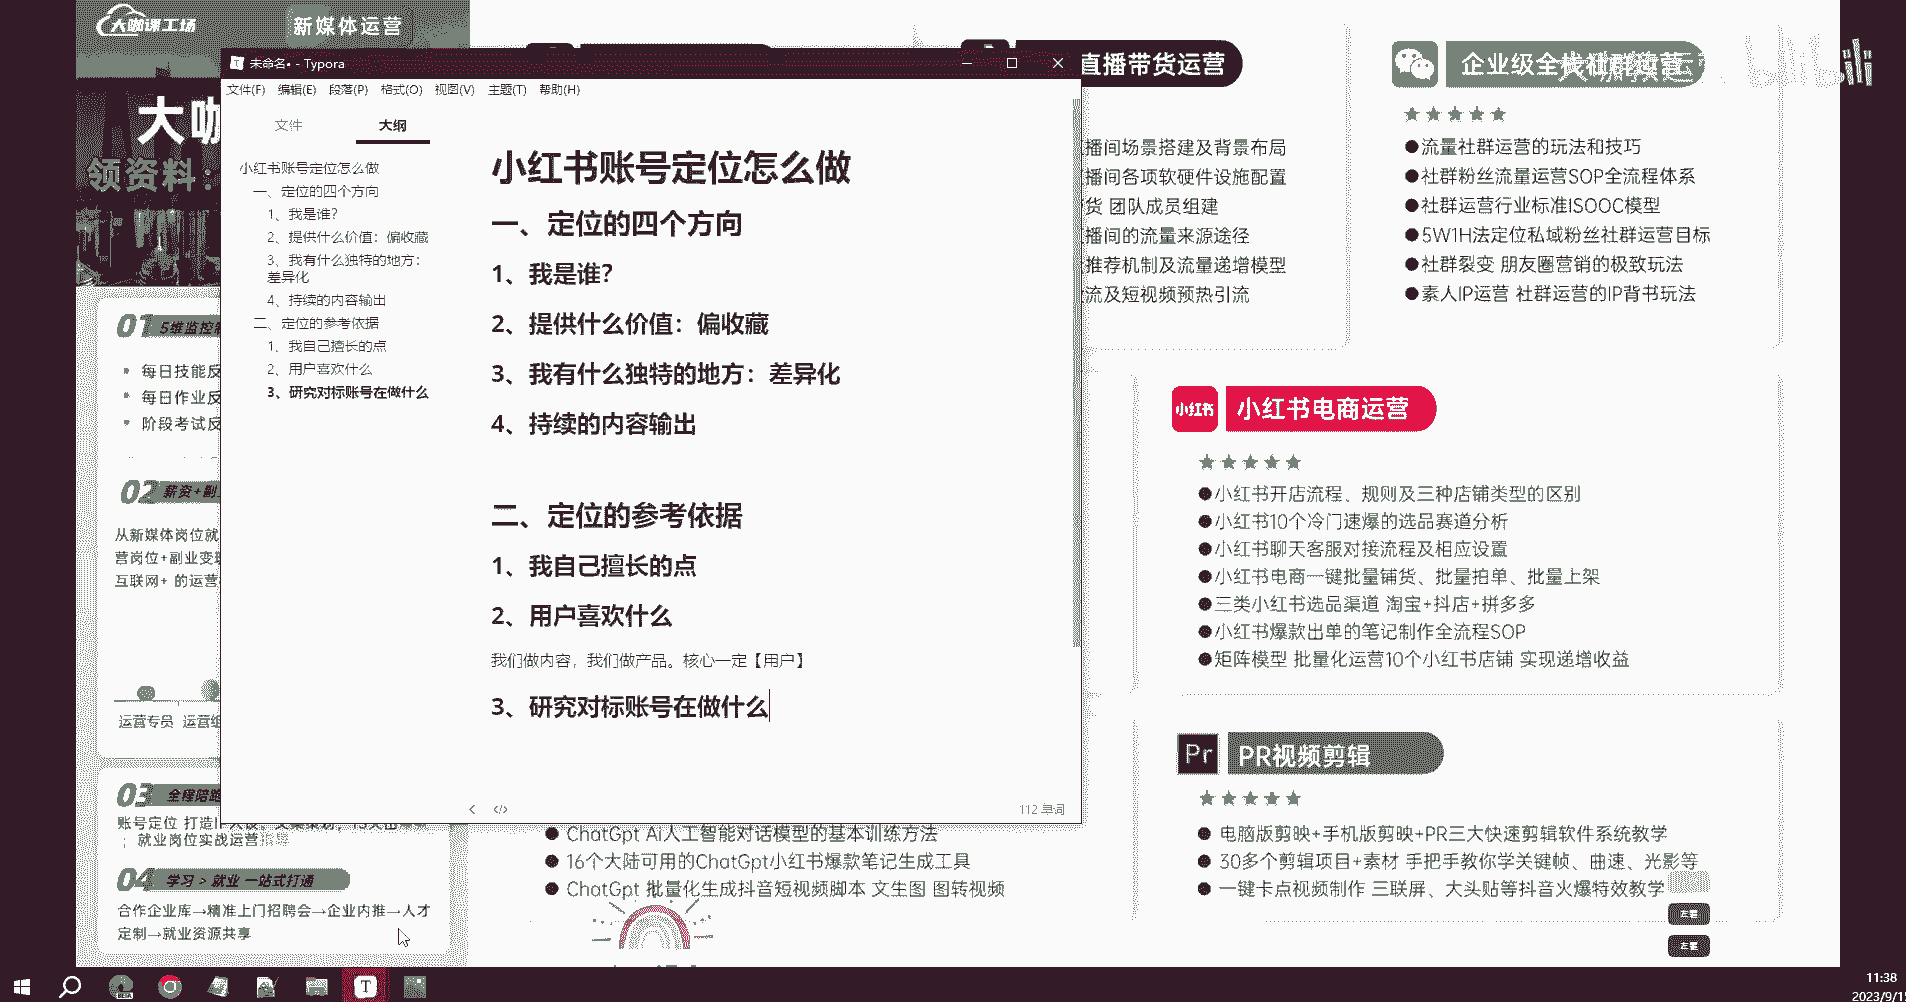 大咖课工场
新媒体运营
大咖
领资料：
01 5维监控
每日技能反
每日作业反
阶段考试反
02 薪资+副
从新媒体岗位就
营岗位+副业变
互联网+ 的运营
运营专员 运营组
03 全程陪跑
就业岗位实战运营指导
04 学习 > 就业 一站式打通
合作企业库→精准上门招聘会→企业内推→人才
定制→就业资源共享
未命名• - Typora
文件(F) 编辑(E) 段落(P) 格式(O) 视图(V) 主题(T) 帮助(H)
文件 大纲
小红书账号定位怎么做
一、定位的四个方向
1、我是谁?
2、提供什么价值：偏收藏
3、我有什么独特的地方：
差异化
4、持续的内容输出
二、定位的参考依据
1、我自己擅长的点
2、用户喜欢什么
3、研究对标账号在做什么
小红书账号定位怎么做
一、定位的四个方向
1、我是谁?
2、提供什么价值：偏收藏
3、我有什么独特的地方：差异化
4、持续的内容输出
二、定位的参考依据
1、我自己擅长的点
2、用户喜欢什么
我们做内容，我们做产品。核心一定【用户】
3、研究对标账号在做什么
112 单词
直播带货运营
播间场景搭建及背景布局
播间各项软硬件设施配置
货 团队成员组建
播间的流量来源途径
推荐机制及流量递增模型
流及短视频预热引流
企业级全栈社群运营
●流量社群运营的玩法和技巧
●社群粉丝流量运营SOP全流程体系
●社群运营行业标准ISOOC模型
●5W1H法定位私域粉丝社群运营目标
●社群裂变 朋友圈营销的极致玩法
●素人IP运营 社群运营的IP背书玩法
小红书 小红书电商运营
●小红书开店流程、规则及三种店铺类型的区别
●小红书10个冷门速爆的选品赛道分析
●小红书聊天客服对接流程及相应设置
●小红书电商一键批量铺货、批量拍单、批量上架
●三类小红书选品渠道 淘宝+抖店+拼多多
●小红书爆款出单的笔记制作全流程SOP
●矩阵模型 批量化运营10个小红书店铺 实现递增收益
Pr PR视频剪辑
● 电脑版剪映+手机版剪映+PR三大快速剪辑软件系统教学
● 30多个剪辑项目+素材 手把手教你学关键帧、曲速、光影等
● 一键卡点视频制作 三联屏、大头贴等抖音火爆特效教学
● ChatGpt Ai人工智能对话模型的基本训练方法
● 16个大陆可用的ChatGpt小红书爆款笔记生成工具
● ChatGpt 批量化生成抖音短视频脚本 文生图 图转视频
左键
左键
11:38
2023/9/1